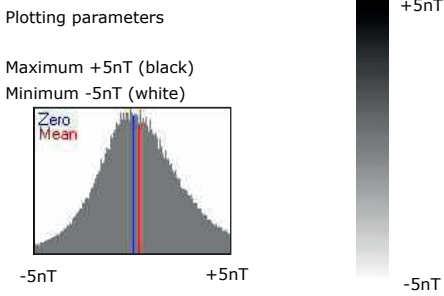 Plotting parameters
+5nT
Maximum +5nT (black)
Minimum -5nT (white)
Zero
Mean
-5nT
+5nT
-5nT